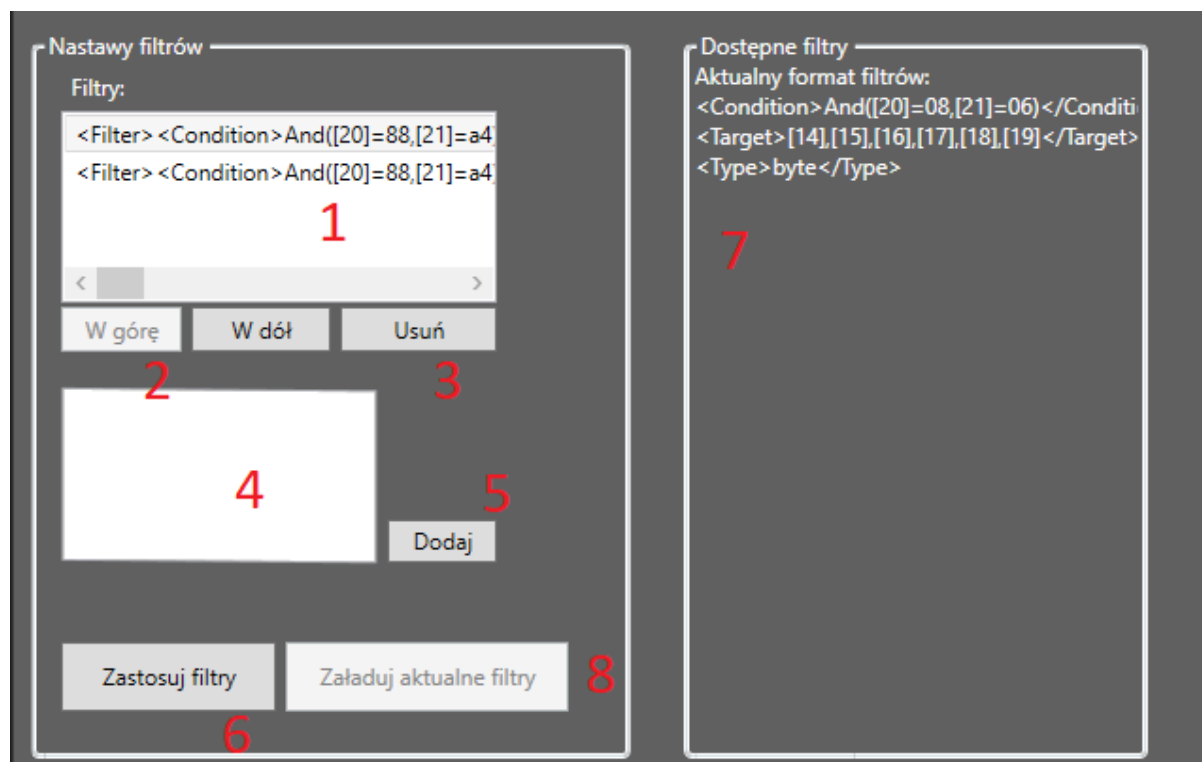 Nastawy filtrów
Filtry:
<Filter> <Condition>And([20]=88,[21]=a4)
<Filter> <Condition>And([20]=88,[21]=a4)
1
W górę
W dół
Usuń
2
3
4
5
Dodaj
Zastosuj filtry
Załaduj aktualne filtry
8
6
Dostępne filtry
Aktualny format filtrów:
<Condition>And([20]=08,[21]=06)</Conditi
<Target>[14],[15],[16],[17],[18],[19]</Target>
<Type>byte</Type>
7